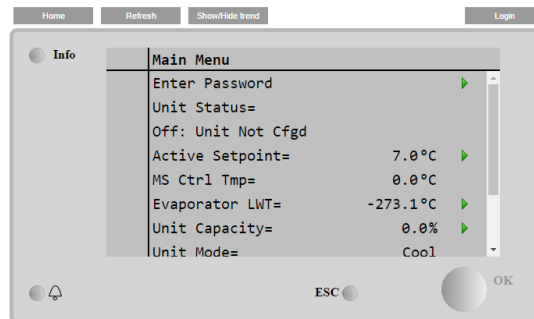 Home Refresh Show/Hide trend Login
Info
Main Menu
Enter Password
Unit Status=
Off: Unit Not Cfgd
Active Setpoint= 7.0°C
MS Ctrl Tmp= 0.0°C
Evaporator LWT= -273.1°C
Unit Capacity= 0.0%
Unit Mode= Cool
ESC OK